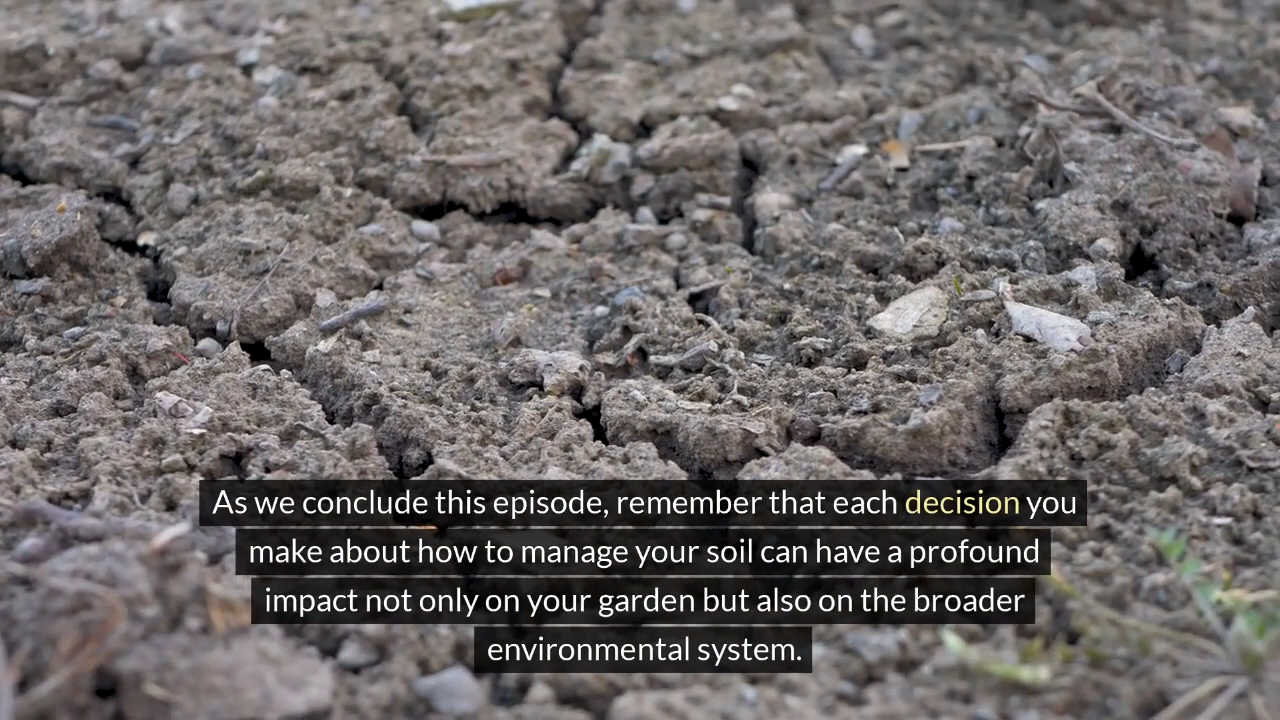 As we conclude this episode, remember that each decision you
make about how to manage your soil can have a profound
impact not only on your garden but also on the broader
environmental system.